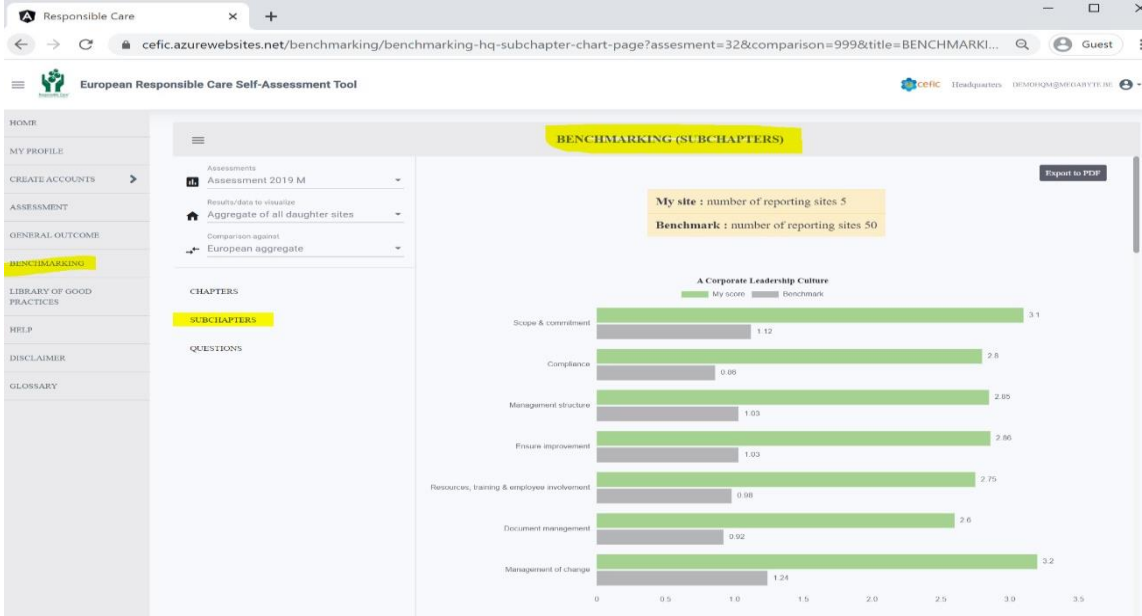 Responsible Care
cefic.azurewebsites.net/benchmarking/benchmarking-hq-subchapter-chart-page?assesment=32&comparison=999&title=BENCHMARKI...
Guest
European Responsible Care Self-Assessment Tool
cefic Headquarters DEMOHQM@MEGABYTE.BE
HOME
MY PROFILE
CREATE ACCOUNTS
ASSESSMENT
GENERAL OUTCOME
BENCHMARKING
LIBRARY OF GOOD
PRACTICES
HELP
DISCLAIMER
GLOSSARY
BENCHMARKING (SUBCHAPTERS)
Assessments
Assessment 2019 M
Results/data to visualize
Aggregate of all daughter sites
Comparison against
European aggregate
CHAPTERS
SUBCHAPTERS
QUESTIONS
Export to PDF
My site : number of reporting sites 5
Benchmark : number of reporting sites 50
A Corporate Leadership Culture
My score Benchmark
Scope & commitment 3.1
1.12
Compliance 2.8
0.86
Management structure 2.85
1.03
Ensure improvement 2.86
1.03
Resources, training & employee involvement 2.75
0.98
Document management 2.6
0.92
Management of change 3.2
1.24
0 0.5 1.0 1.5 2.0 2.5 3.0 3.5